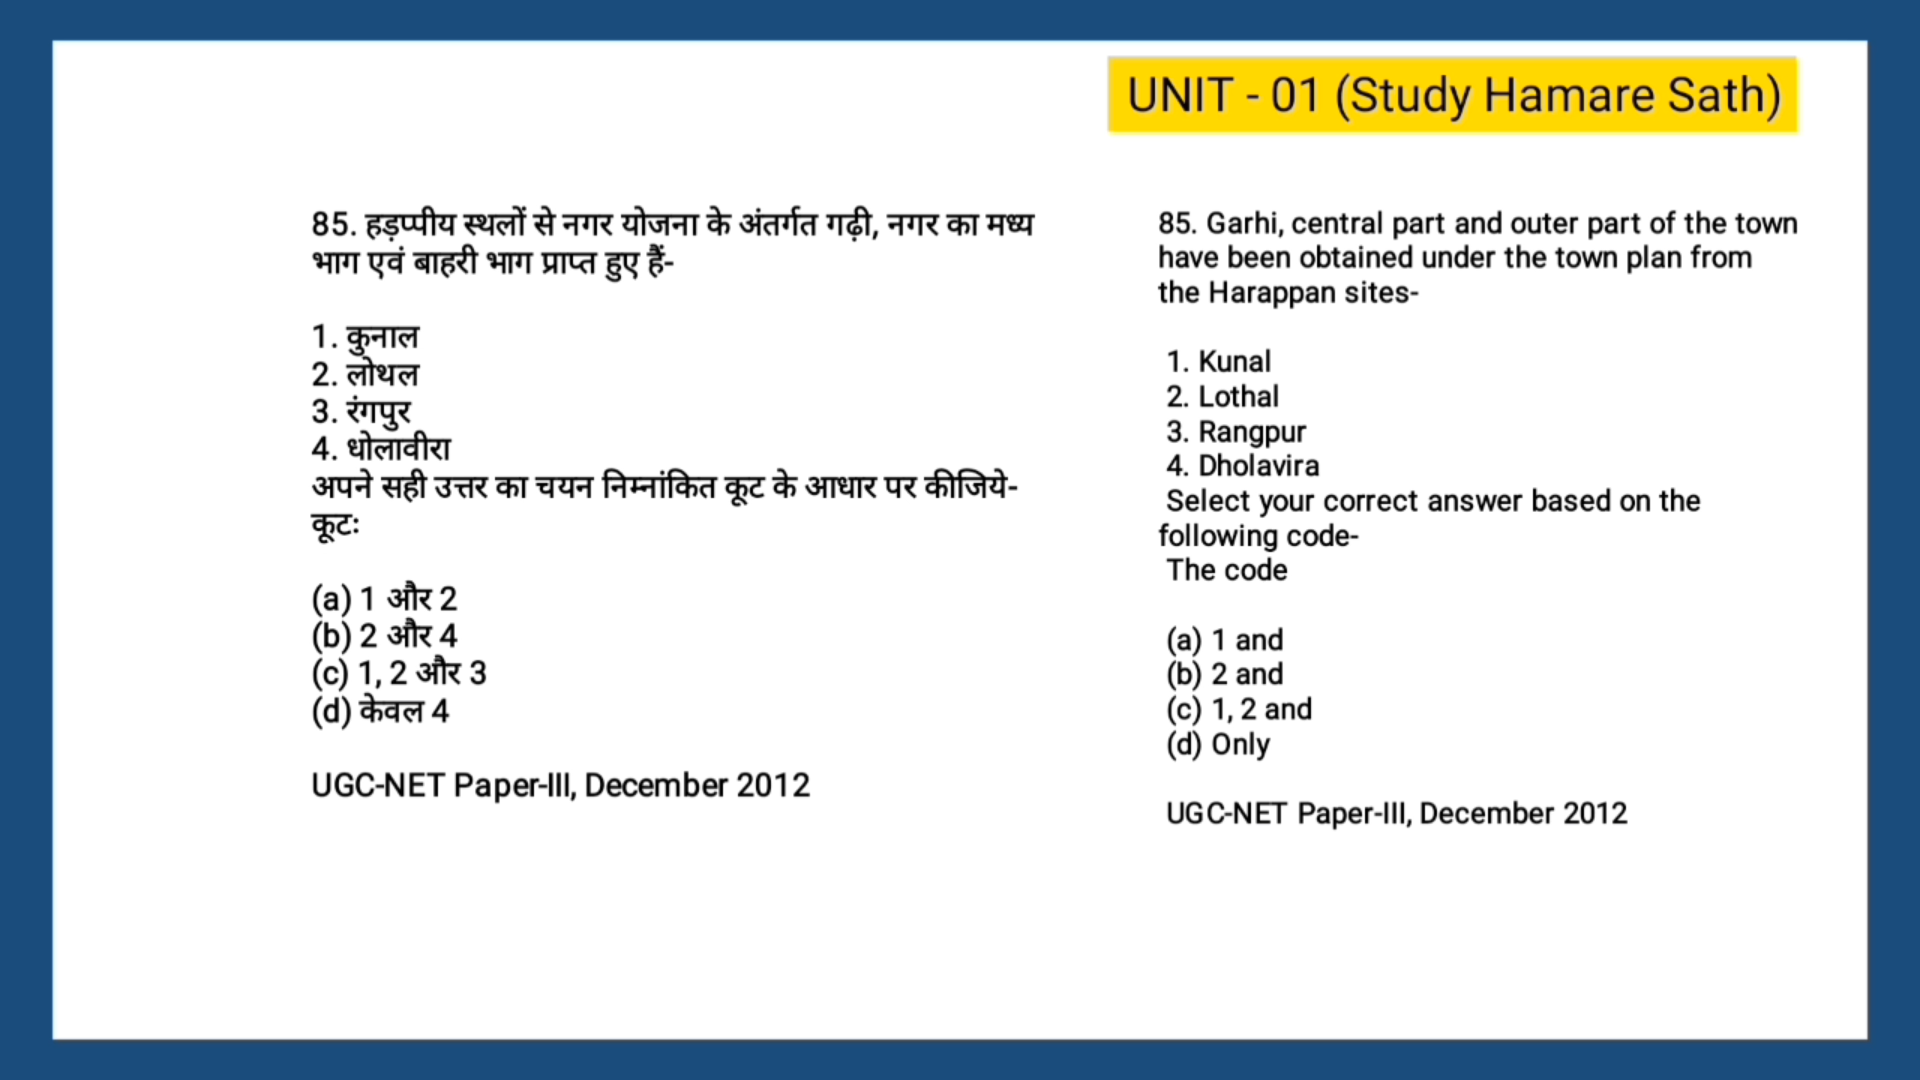 UNIT - 01 (Study Hamare Sath)
85. हड़प्पीय स्थलों से नगर योजना के अंतर्गत गढ़ी, नगर का मध्य
भाग एवं बाहरी भाग प्राप्त हुए हैं-
1. कुनाल
2. लोथल
3. रंगपुर
4. धोलावीरा
अपने सही उत्तर का चयन निम्नांकित कूट के आधार पर कीजिये-
कूटः
(a) 1 और 2
(b) 2 और 4
(c) 1, 2 और 3
(d) केवल 4
UGC-NET Paper-III, December 2012
85. Garhi, central part and outer part of the town
have been obtained under the town plan from
the Harappan sites-
1. Kunal
2. Lothal
3. Rangpur
4. Dholavira
Select your correct answer based on the
following code-
The code
(a) 1 and
(b) 2 and
(c) 1, 2 and
(d) Only
UGC-NET Paper-III, December 2012